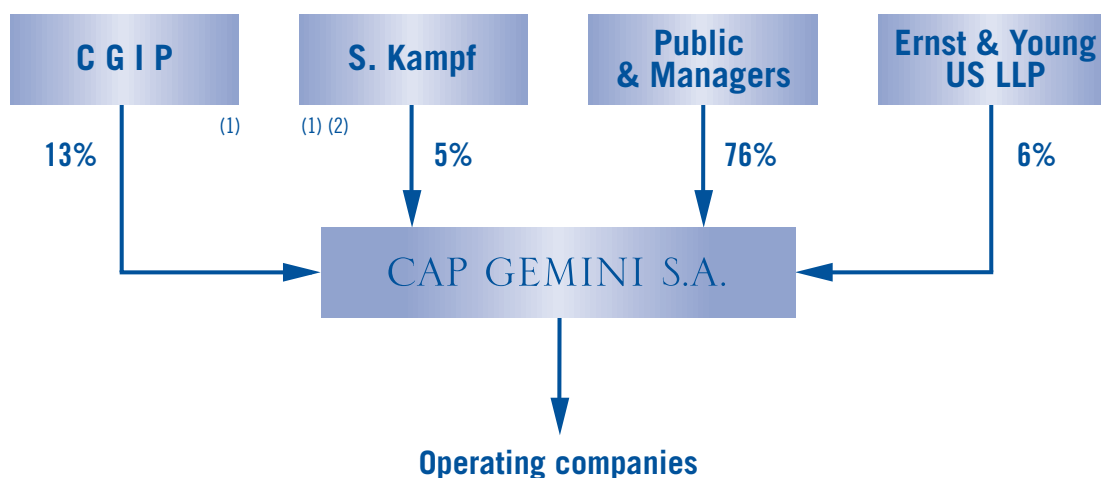 C G I P
S. Kampf
Public
& Managers
Ernst & Young
US LLP
(1)
(1) (2)
13%
5%
76%
6%
CAP GEMINI S.A.
Operating companies